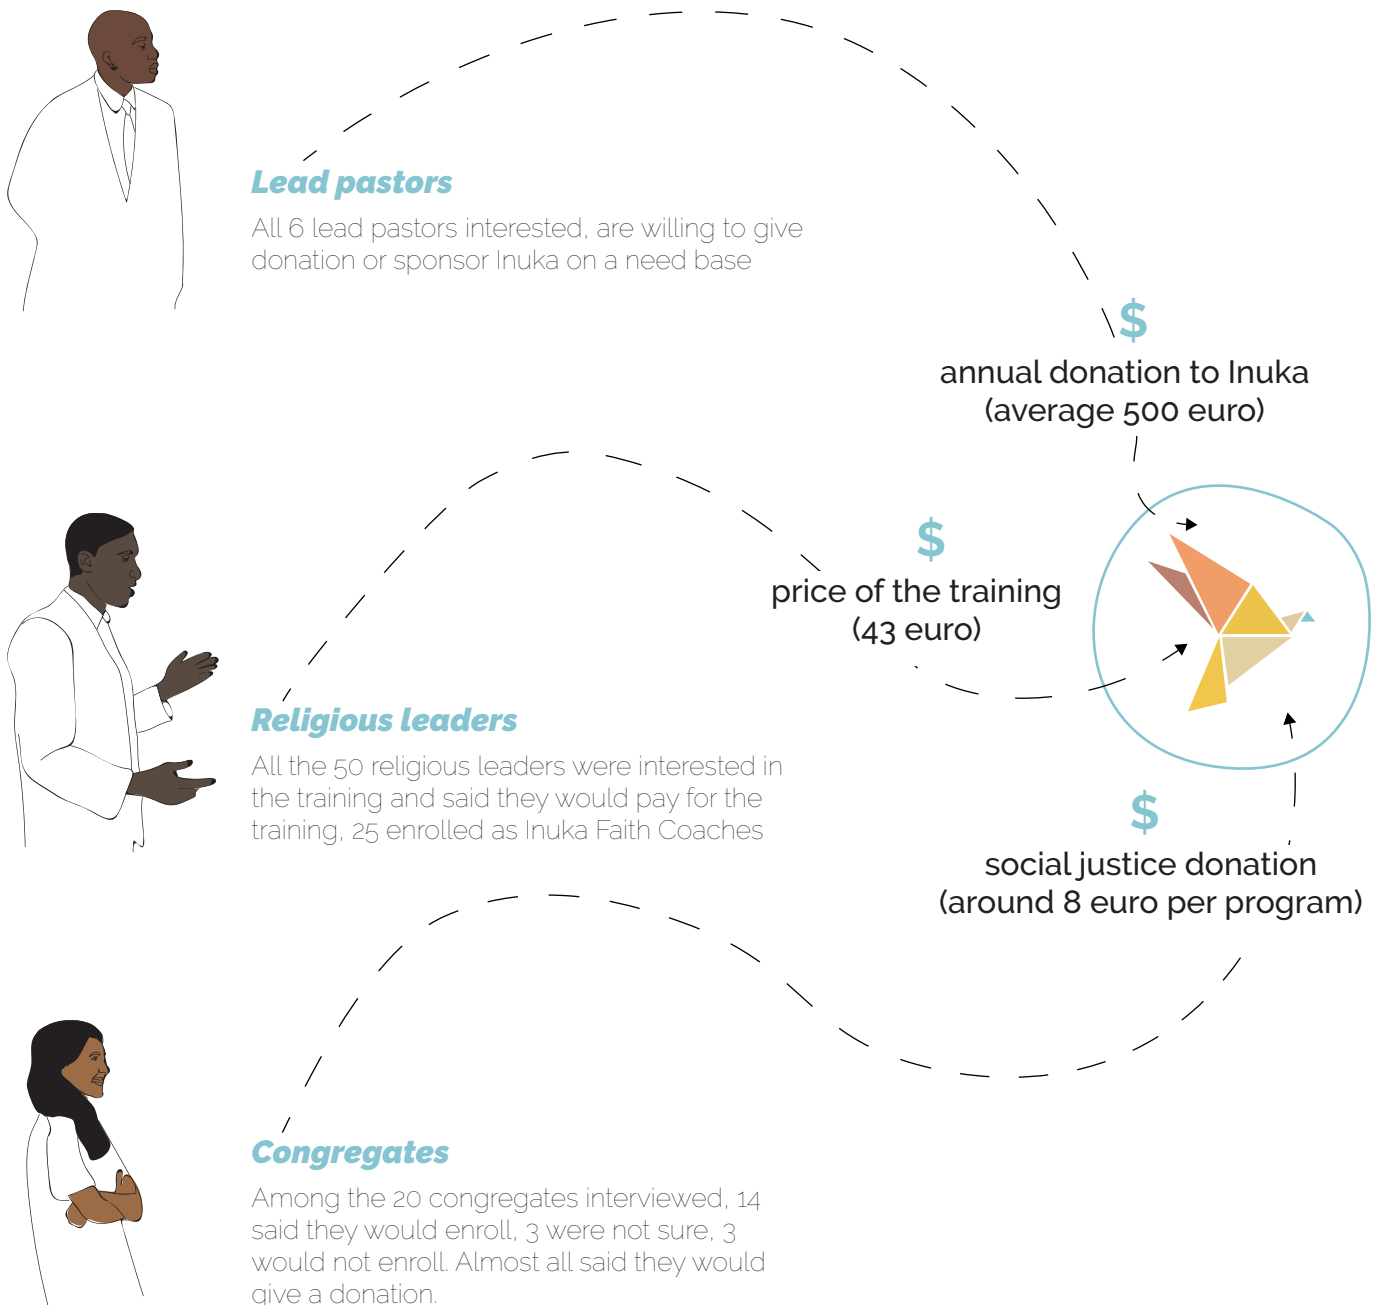 Lead pastors
All 6 lead pastors interested, are willing to give
donation or sponsor Inuka on a need base
$
annual donation to Inuka
(average 500 euro)
$
price of the training
(43 euro)
Religious leaders
All the 50 religious leaders were interested in
the training and said they would pay for the
training, 25 enrolled as Inuka Faith Coaches
$
social justice donation
(around 8 euro per program)
Congregates
Among the 20 congregates interviewed, 14
said they would enroll, 3 were not sure, 3
would not enroll. Almost all said they would
give a donation.